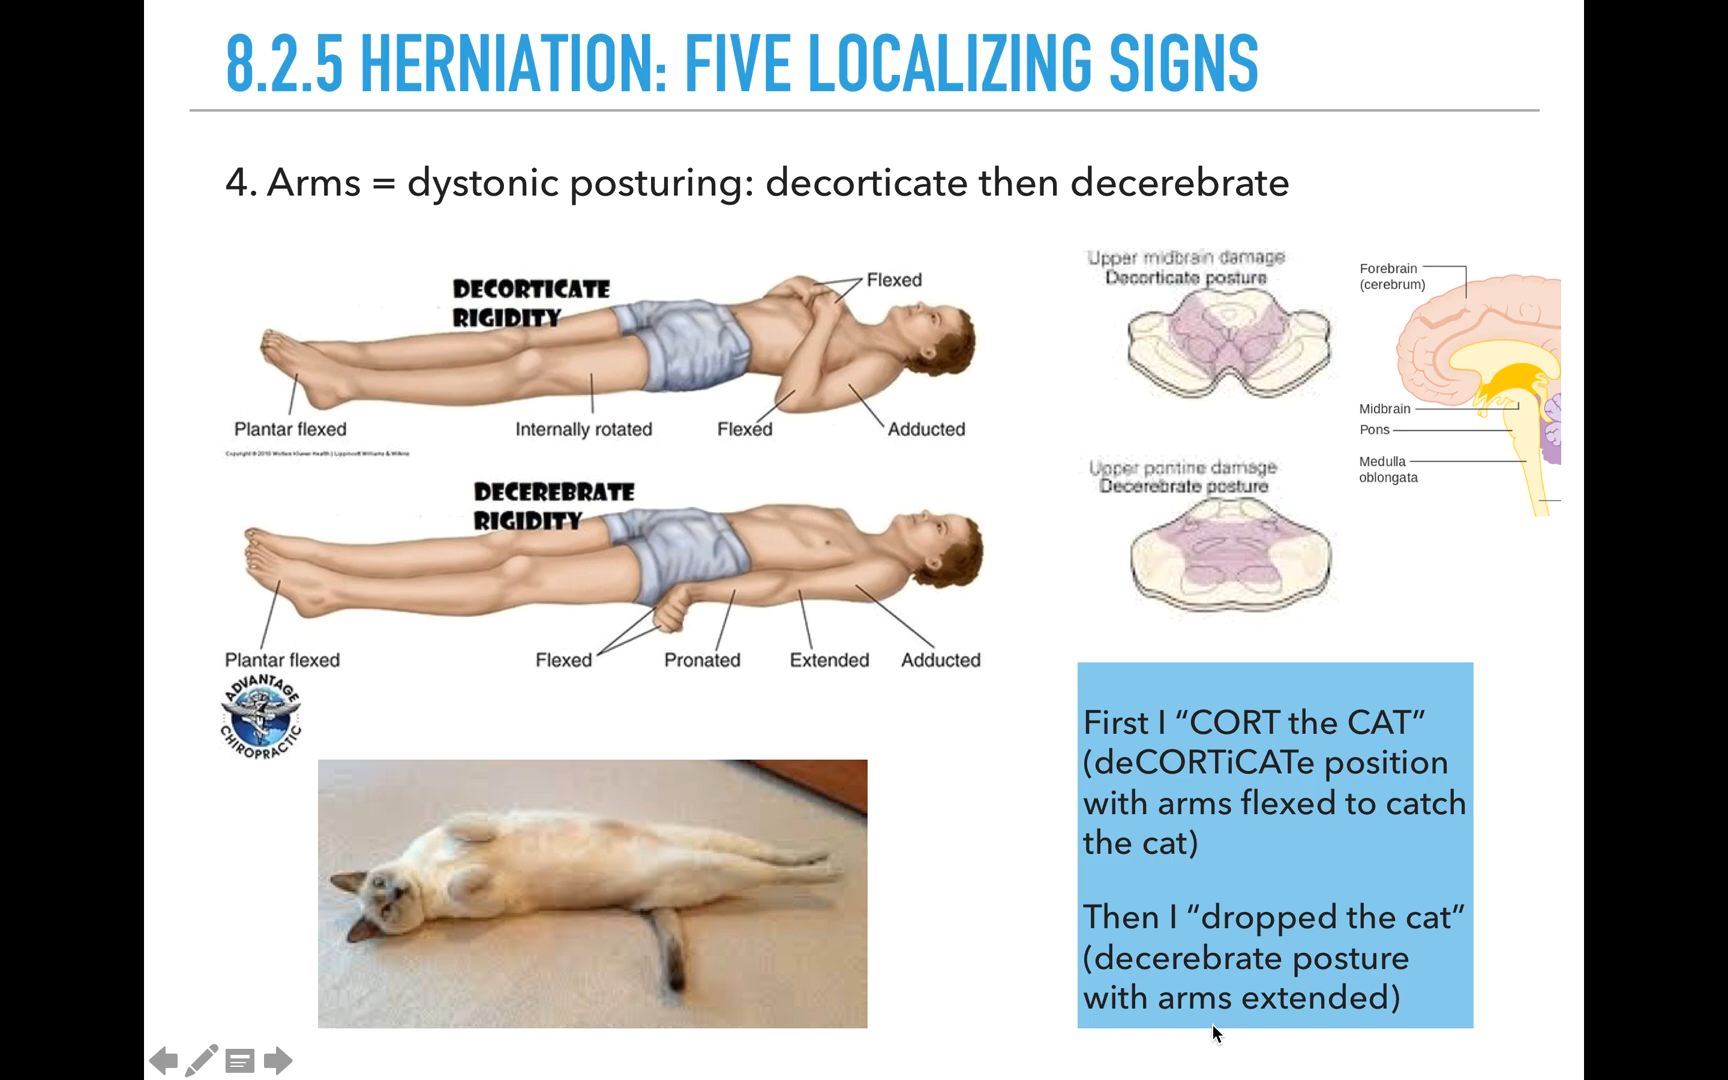 8.2.5 HERNIATION: FIVE LOCALIZING SIGNS
4. Arms = dystonic posturing: decorticate then decerebrate
DECORTICATE
RIGIDITY
Flexed
Plantar flexed
Internally rotated
Flexed
Adducted
Copyright © 2010 Wolters Kluwer Health | Lippincott Williams & Wilkins
DECEREBRATE
RIGIDITY
Plantar flexed
Flexed
Pronated
Extended
Adducted
ADVANTAGE
CHIROPRACTIC
Upper midbrain damage
Decorticate posture
Upper pontine damage
Decerebrate posture
Forebrain
(cerebrum)
Midbrain
Pons
Medulla
oblongata
First I “CORT the CAT”
(deCORTiCATe position
with arms flexed to catch
the cat)
Then I “dropped the cat”
(decerebrate posture
with arms extended)